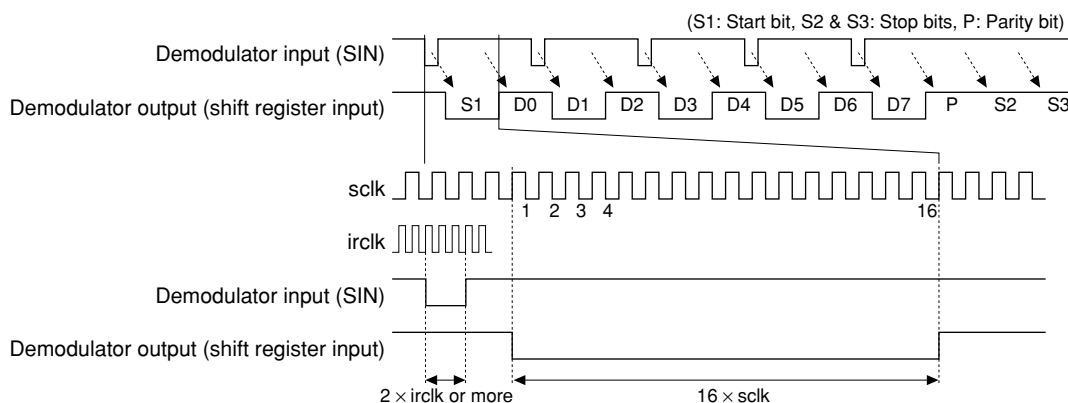 (S1: Start bit, S2 & S3: Stop bits, P: Parity bit)
Demodulator input (SIN)
Demodulator output (shift register input)
S1 D0 D1 D2 D3 D4 D5 D6 D7 P S2 S3
sclk
1 2 3 4 16
irclk
Demodulator input (SIN)
Demodulator output (shift register input)
2 × irclk or more 16 × sclk